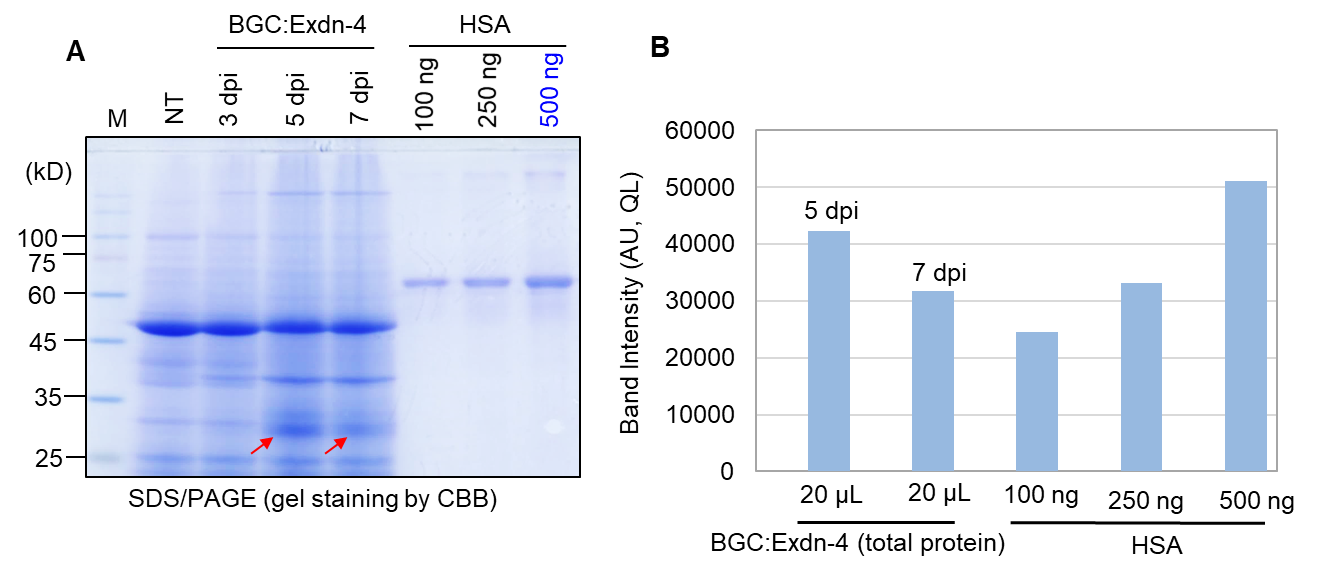 A
BGC:Exdn-4
HSA
M
NT
3 dpi
5 dpi
7 dpi
100 ng
250 ng
500 ng
(kD)
100
75
60
45
35
25
SDS/PAGE (gel staining by CBB)
B
Band Intensity (AU, QL)
60000
50000
40000
30000
20000
10000
0
5 dpi
7 dpi
20 µL
20 µL
100 ng
250 ng
500 ng
BGC:Exdn-4 (total protein)
HSA